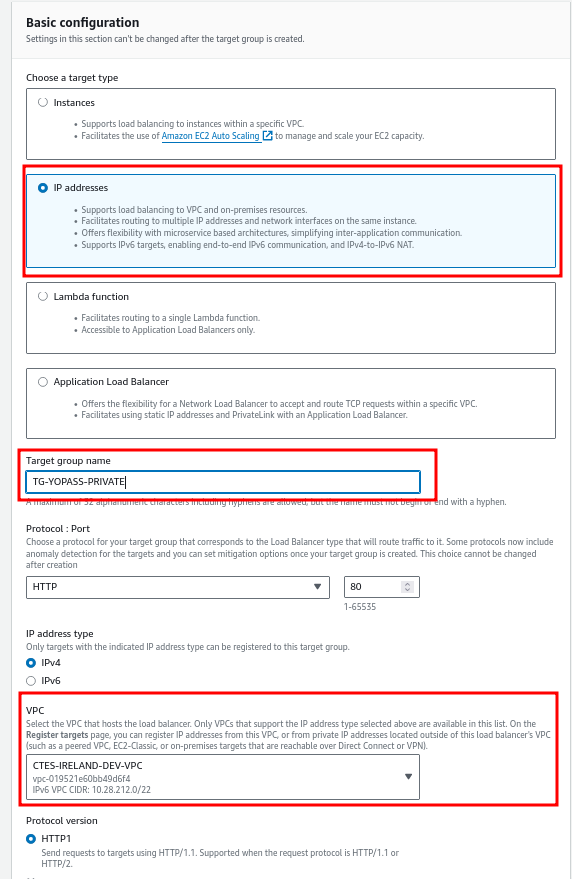 Basic configuration
Settings in this section can't be changed after the target group is created.
Choose a target type
Instances
• Supports load balancing to instances within a specific VPC.
• Facilitates the use of Amazon EC2 Auto Scaling to manage and scale your EC2 capacity.
IP addresses
• Supports load balancing to VPC and on-premises resources.
• Facilitates routing to multiple IP addresses and network interfaces on the same instance.
• Offers flexibility with microservice based architectures, simplifying inter-application communication.
• Supports IPv6 targets, enabling end-to-end IPv6 communication, and IPv4-to-IPv6 NAT.
Lambda function
• Facilitates routing to a single Lambda function.
• Accessible to Application Load Balancers only.
Application Load Balancer
• Offers the flexibility for a Network Load Balancer to accept and route TCP requests within a specific VPC.
• Facilitates using static IP addresses and PrivateLink with an Application Load Balancer.
Target group name
TG-YOPASS-PRIVATE
A maximum of 32 alphanumeric characters including hyphens are allowed, but the name must not begin or end with a hyphen.
Protocol : Port
Choose a protocol for your target group that corresponds to the Load Balancer type that will route traffic to it. Some protocols now include
anomaly detection for the targets and you can set mitigation options once your target group is created. This choice cannot be changed
after creation
HTTP 80
1-65535
IP address type
Only targets with the indicated IP address type can be registered to this target group.
IPv4
IPv6
VPC
Select the VPC that hosts the load balancer. Only VPCs that support the IP address type selected above are available in this list. On the
Register targets page, you can register IP addresses from this VPC, or from private IP addresses located outside of this load balancer's VPC
(such as a peered VPC, EC2-Classic, or on-premises targets that are reachable over Direct Connect or VPN).
CTES-IRELAND-DEV-VPC
vpc-019521e60bb49d6f4
IPv6 VPC CIDR: 10.28.212.0/22
Protocol version
HTTP1
Send requests to targets using HTTP/1.1. Supported when the request protocol is HTTP/1.1 or
HTTP/2.